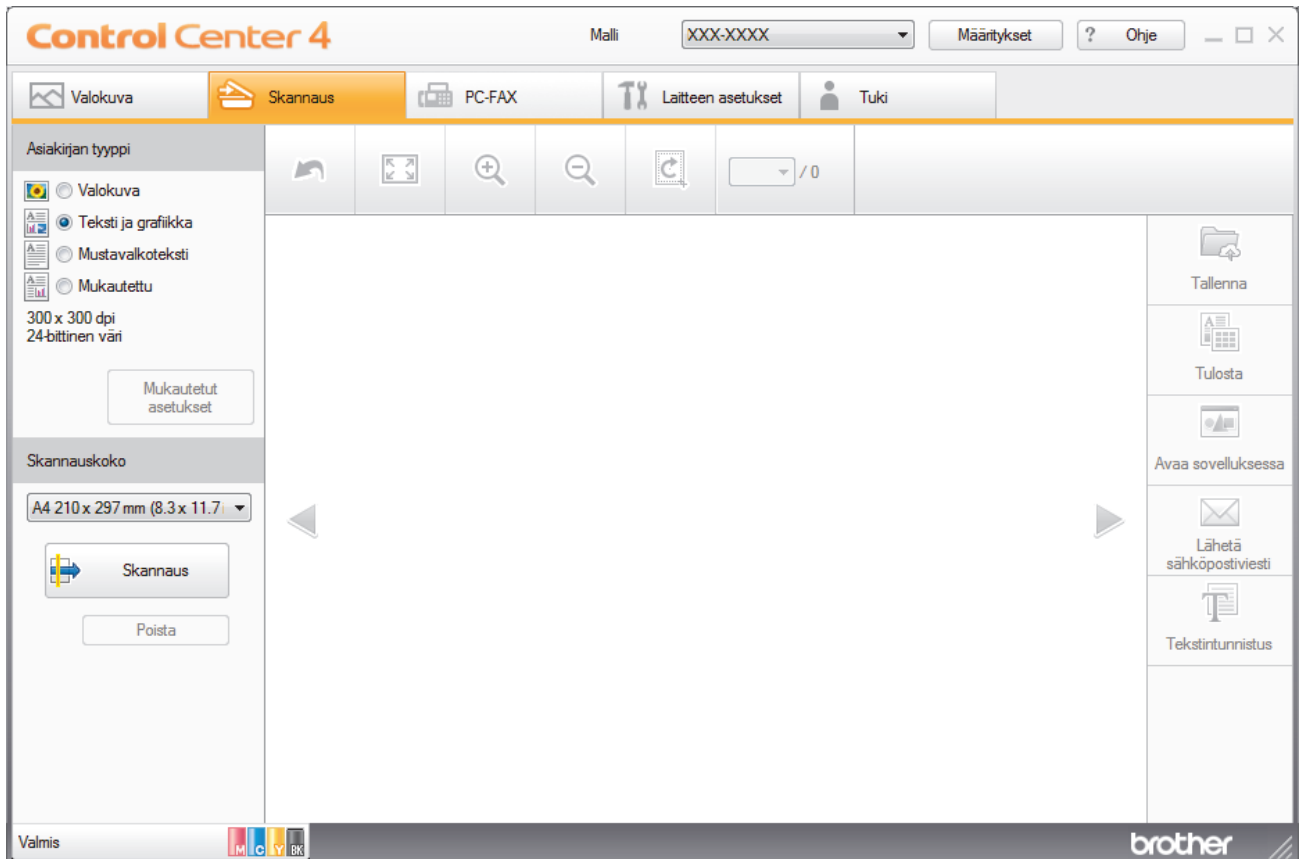 Control Center 4
Malli
XXX-XXXX
Määritykset
? Ohje
Valokuva
Skannaus
PC-FAX
Laitteen asetukset
Tuki
Asiakirjan tyyppi
/ 0
Valokuva
Teksti ja grafiikka
Mustavalkoteksti
Mukautettu
300 x 300 dpi
24-bittinen väri
Mukautetut
asetukset
Skannauskoko
A4 210 x 297 mm (8.3 x 11.7
Skannaus
Poista
Tallenna
Tulosta
Avaa sovelluksessa
Lähetä
sähköpostiviesti
Tekstintunnistus
Valmis
M C Y BK
brother